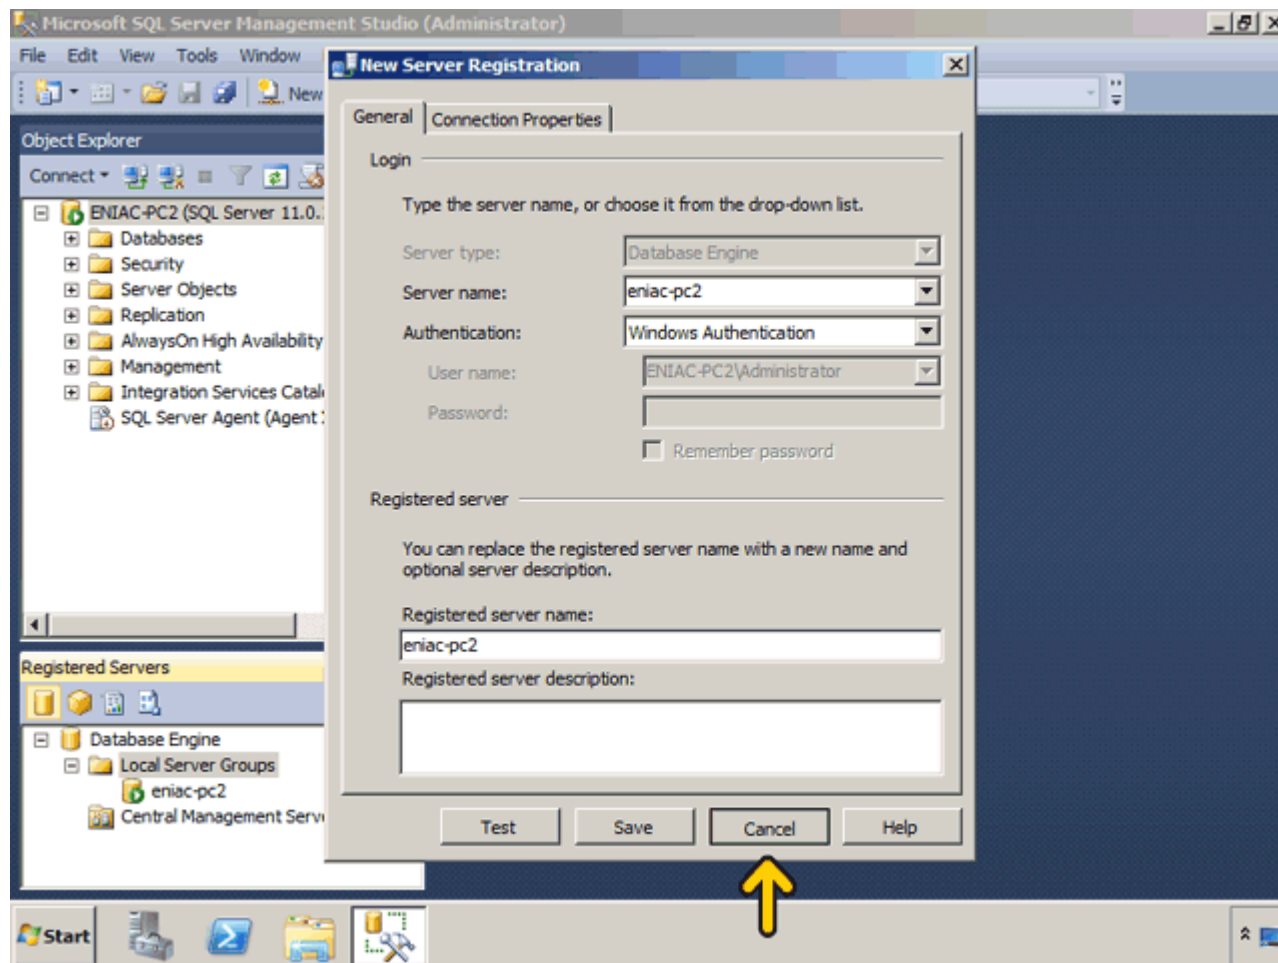 Microsoft SQL Server Management Studio (Administrator)
File Edit View Tools Window
New
Object Explorer
Connect
ENIAC-PC2 (SQL Server 11.0.
Databases
Security
Server Objects
Replication
AlwaysOn High Availability
Management
Integration Services Catal
SQL Server Agent (Agent
Registered Servers
Database Engine
Local Server Groups
eniac-pc2
Central Management Serv
New Server Registration
General Connection Properties
Login
Type the server name, or choose it from the drop-down list.
Server type: Database Engine
Server name: eniac-pc2
Authentication: Windows Authentication
User name: ENIAC-PC2\Administrator
Password:
Remember password
Registered server
You can replace the registered server name with a new name and
optional server description.
Registered server name:
eniac-pc2
Registered server description:
Test Save Cancel Help
Start